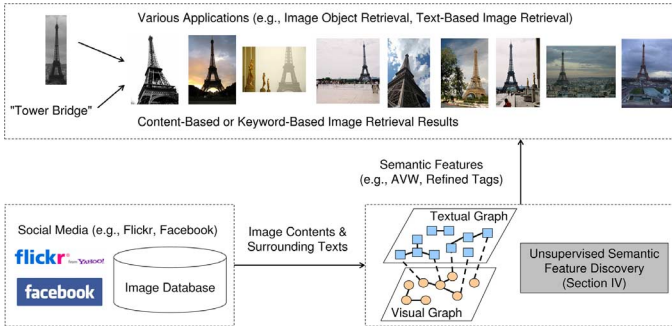 Various Applications (e.g., Image Object Retrieval, Text-Based Image Retrieval)
"Tower Bridge"
Content-Based or Keyword-Based Image Retrieval Results
Semantic Features
(e.g., AVW, Refined Tags)
Social Media (e.g., Flickr, Facebook)
flickr from YAHOO!
facebook
Image Database
Image Contents &
Surrounding Texts
Textual Graph
Visual Graph
Unsupervised Semantic
Feature Discovery
(Section IV)